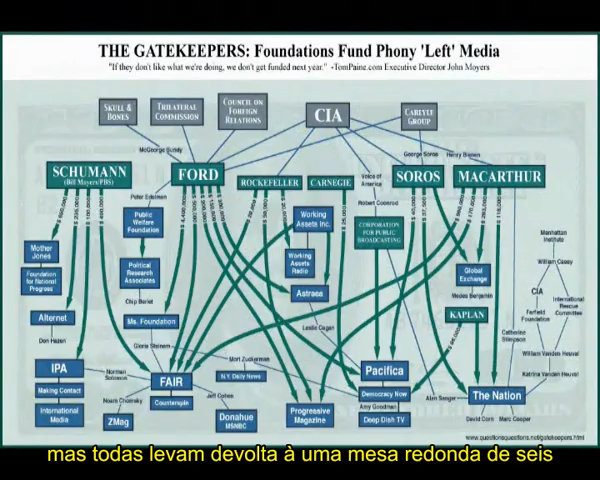 THE GATEKEEPERS: Foundations Fund Phony 'Left' Media
"If they don't like what we're doing, we don't get funded next year." -TomPaine.com Executive Director John Moyers
SKULL &
BONES
TRILATERAL
COMMISSION
COUNCIL ON
FOREIGN
RELATIONS
CIA
CARLYLE
GROUP
McGeorge Bundy
George Soros
Henry Bienen
SCHUMANN
(Bill Moyers/PBS)
FORD
ROCKEFELLER
CARNEGIE
Voice of
America
SOROS
MACARTHUR
Peter Edelman
Robert Coonrod
Public
Welfare
Foundation
Working
Assets Inc.
CORPORATION
FOR PUBLIC
BROADCASTING
Manhattan
Institute
Mother
Jones
Foundation
for National
Progress
Political
Research
Associates
Working
Assets
Radio
Global
Exchange
William Casey
Chip Berlet
Astraea
Medea Benjamin
CIA
International
Rescue
Committee
Alternet
Ms. Foundation
KAPLAN
Fairfield
Foundation
Don Hazen
Gloria Steinem
Leslie Cagan
Catharine
Stimpson
Mort Zuckerman
William Vanden Heuval
IPA
Norman
Solomon
FAIR
N.Y. Daily News
Pacifica
Katrina Vanden Heuval
Making Contact
Counterspin
Jeff Cohen
Democracy Now
Alan Sanger
The Nation
International
Media
Noam Chomsky
ZMag
Donahue
MSNBC
Progressive
Magazine
Amy Goodman
Deep Dish TV
David Corn
Marc Cooper
www.questionsquestions.net/gatekeepers.html
mas todas levam devolta à uma mesa redonda de seis